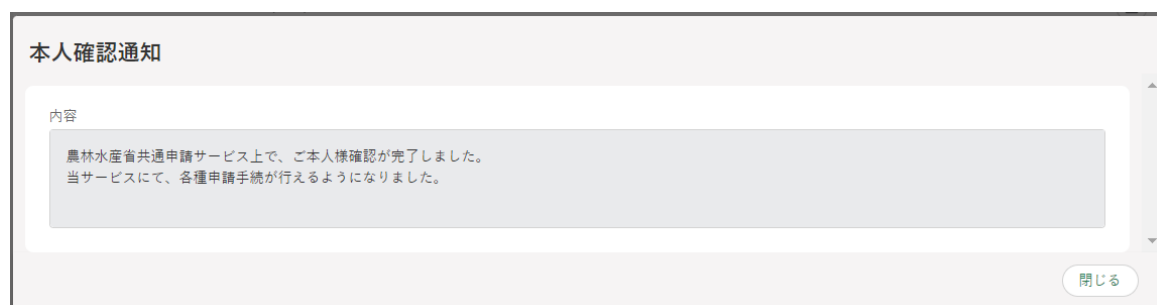 本人確認通知
内容
農林水産省共通申請サービス上で、ご本人様確認が完了しました。
当サービスにて、各種申請手続が行えるようになりました。
閉じる